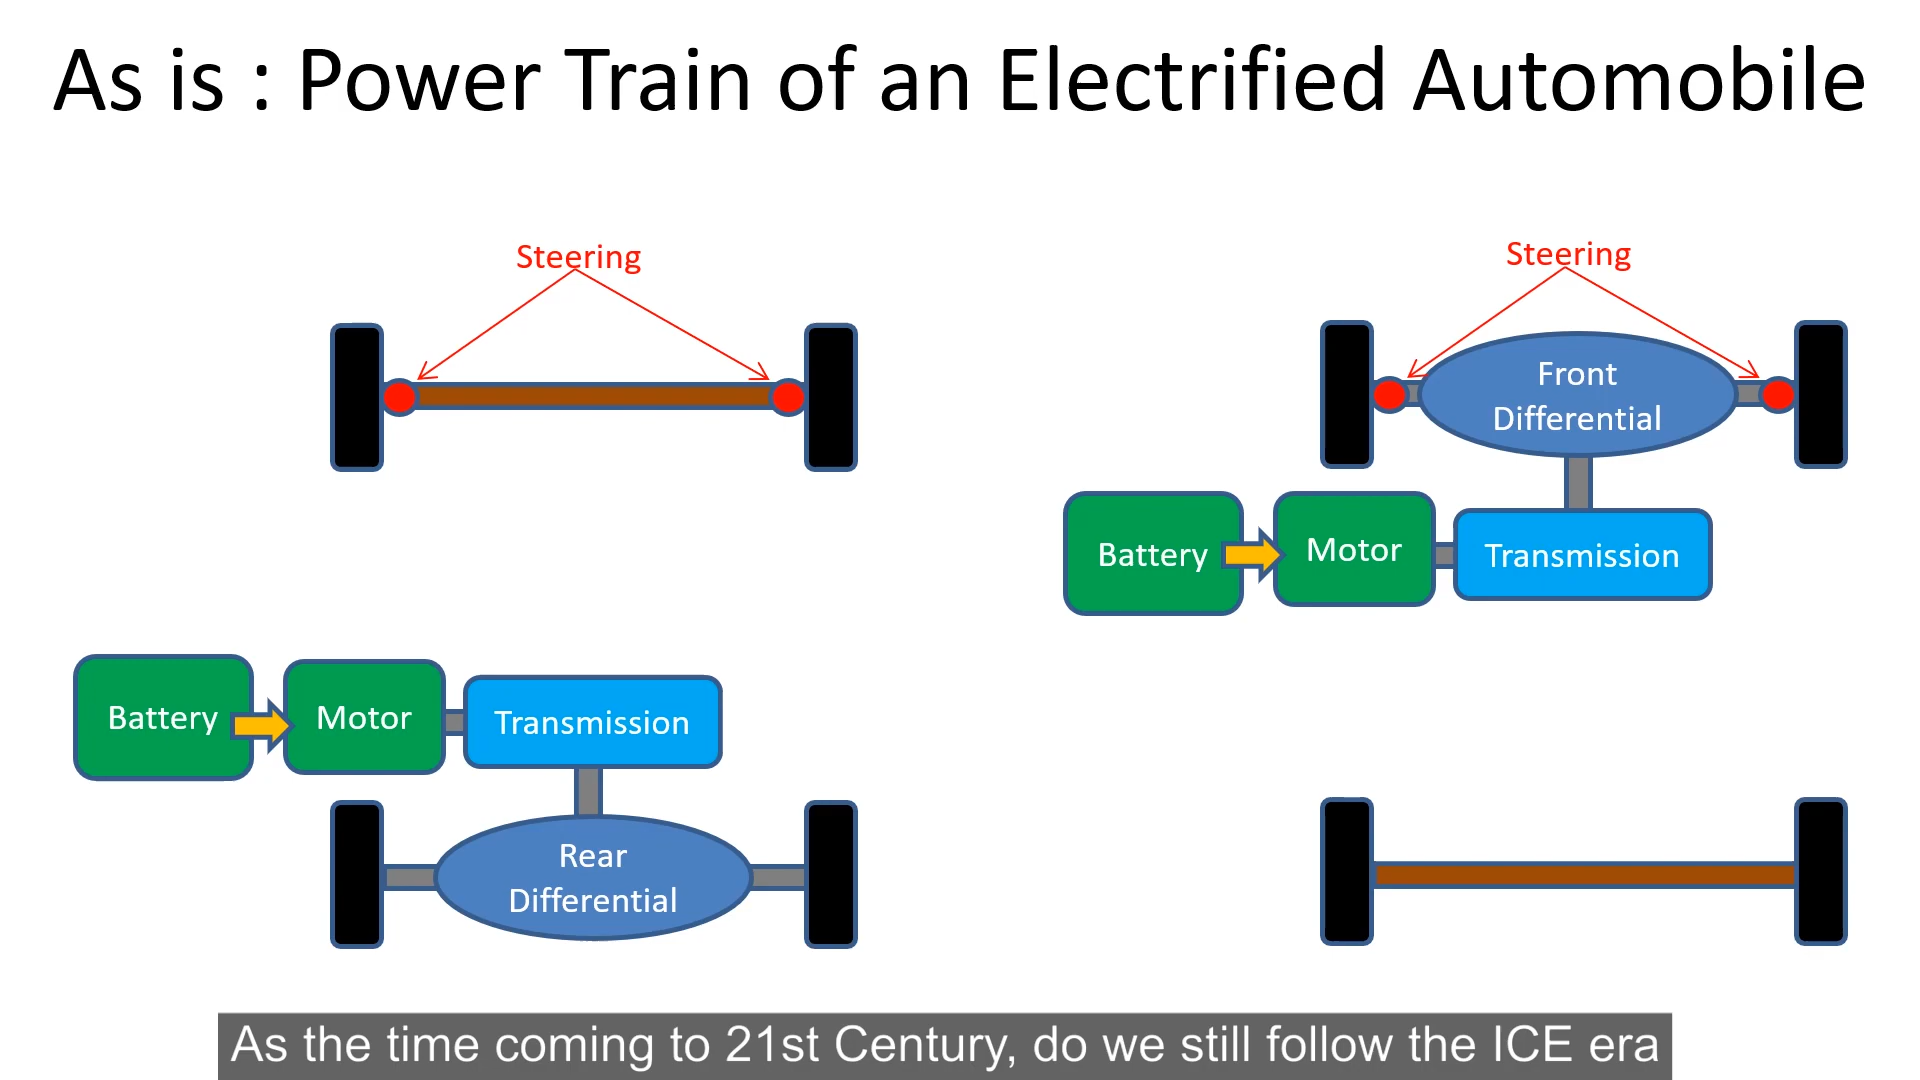 As is : Power Train of an Electrified Automobile
Steering
Battery
Motor
Transmission
Rear
Differential
Steering
Front
Differential
Battery
Motor
Transmission
As the time coming to 21st Century, do we still follow the ICE era